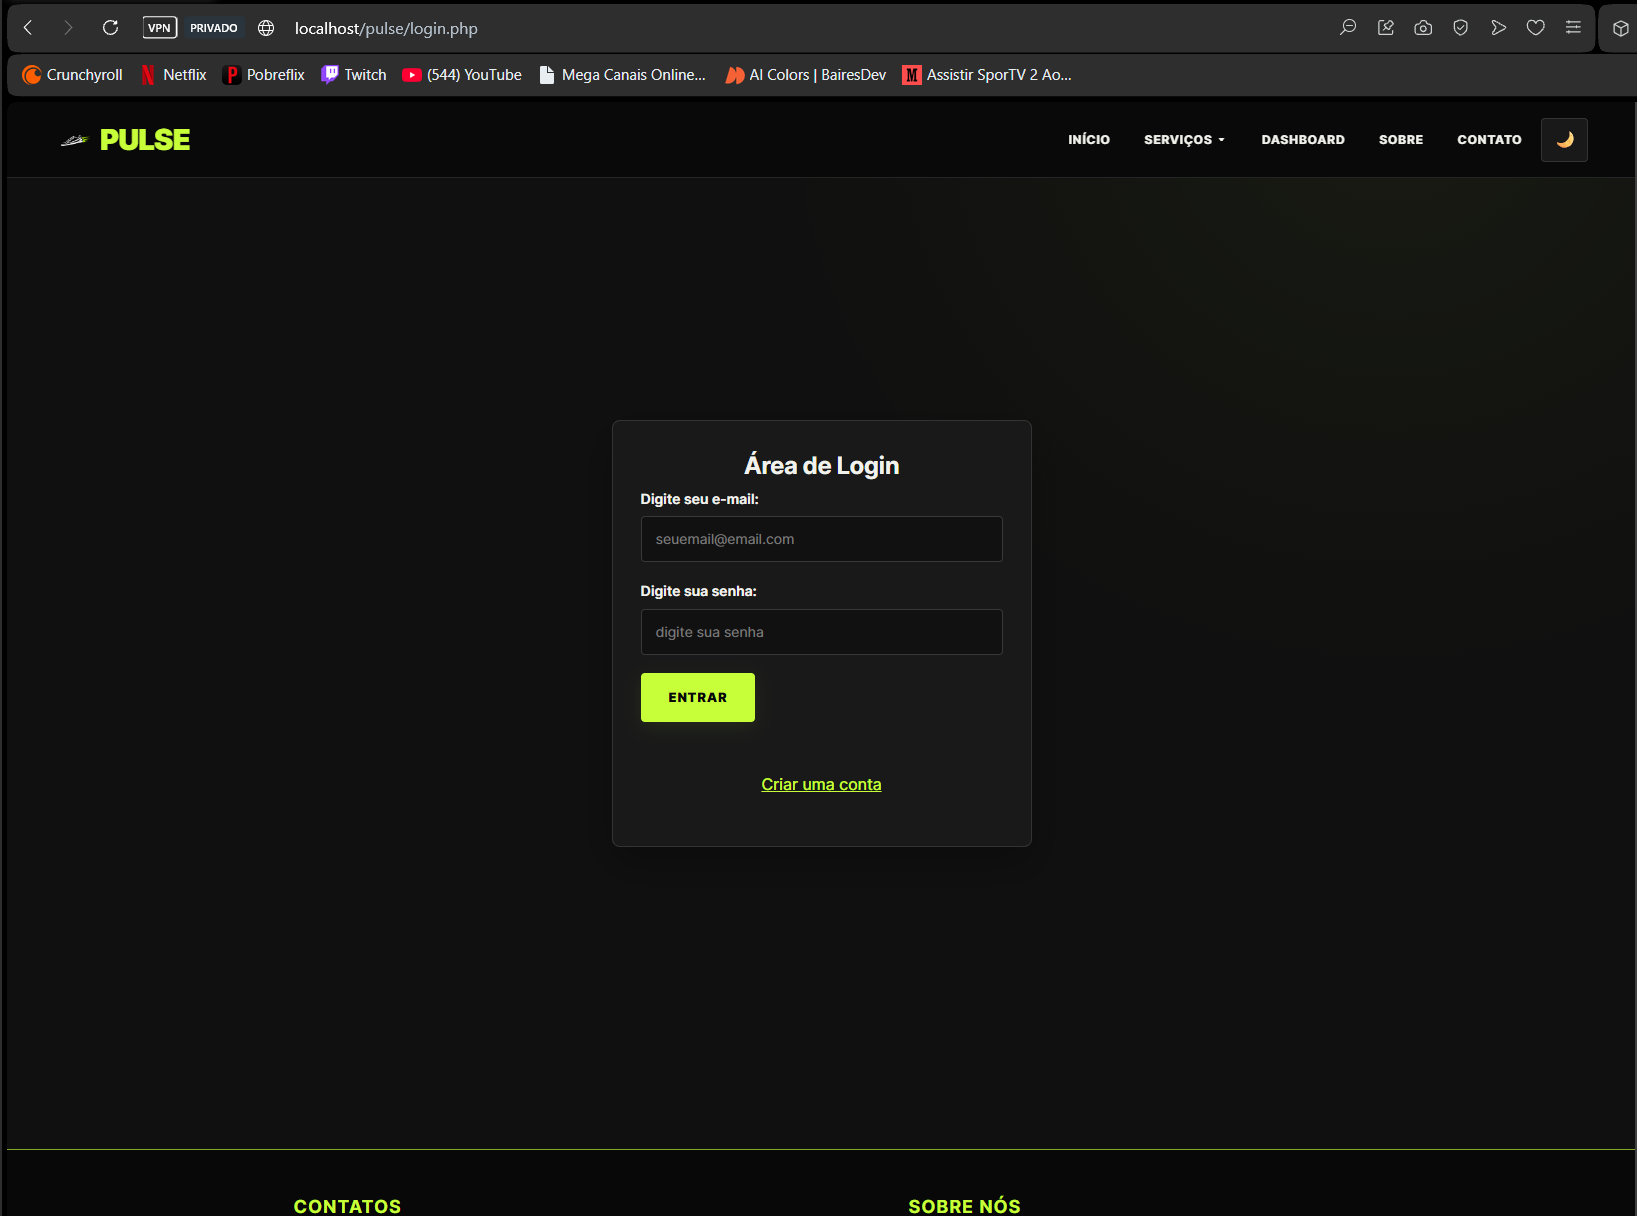 VPN PRIVADO localhost/pulse/login.php
Crunchyroll Netflix Pobreflix Twitch (544) YouTube Mega Canais Online... AI Colors | BairesDev Assistir SporTV 2 Ao...
PULSE INÍCIO SERVIÇOS DASHBOARD SOBRE CONTATO
Área de Login
Digite seu e-mail:
seuemail@email.com
Digite sua senha:
digite sua senha
ENTRAR
Criar uma conta
CONTATOS SOBRE NÓS